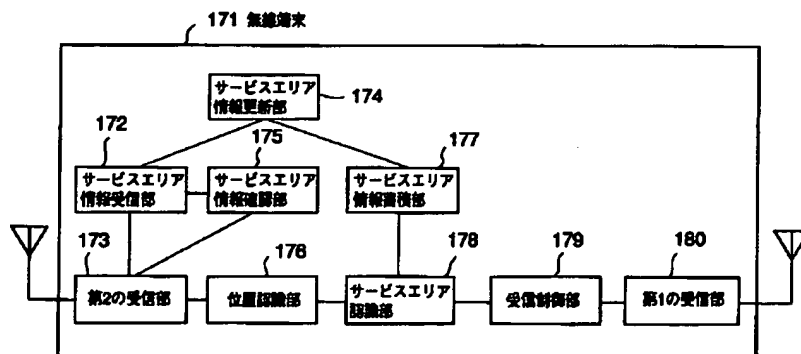 171 無線端末
サービスエリア
情報更新部
174
172
175
177
サービスエリア
情報受信部
サービスエリア
情報確認部
サービスエリア
情報蓄積部
173
176
178
179
180
第2の受信部
位置認識部
サービスエリア
認識部
受信制御部
第1の受信部